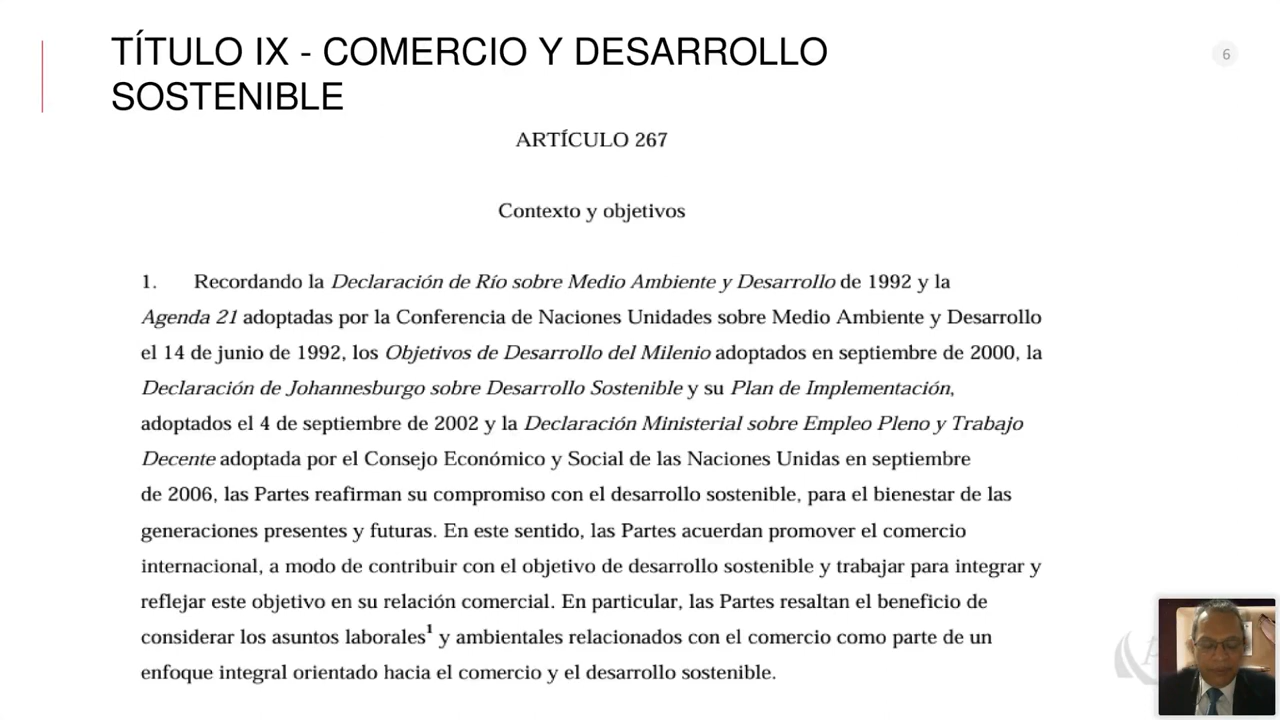 TÍTULO IX - COMERCIO Y DESARROLLO
SOSTENIBLE
6
ARTÍCULO 267
Contexto y objetivos
1. Recordando la Declaración de Río sobre Medio Ambiente y Desarrollo de 1992 y la
Agenda 21 adoptadas por la Conferencia de Naciones Unidas sobre Medio Ambiente y Desarrollo
el 14 de junio de 1992, los Objetivos de Desarrollo del Milenio adoptados en septiembre de 2000, la
Declaración de Johannesburgo sobre Desarrollo Sostenible y su Plan de Implementación,
adoptados el 4 de septiembre de 2002 y la Declaración Ministerial sobre Empleo Pleno y Trabajo
Decente adoptada por el Consejo Económico y Social de las Naciones Unidas en septiembre
de 2006, las Partes reafirman su compromiso con el desarrollo sostenible, para el bienestar de las
generaciones presentes y futuras. En este sentido, las Partes acuerdan promover el comercio
internacional, a modo de contribuir con el objetivo de desarrollo sostenible y trabajar para integrar y
reflejar este objetivo en su relación comercial. En particular, las Partes resaltan el beneficio de
considerar los asuntos laborales¹ y ambientales relacionados con el comercio como parte de un
enfoque integral orientado hacia el comercio y el desarrollo sostenible.